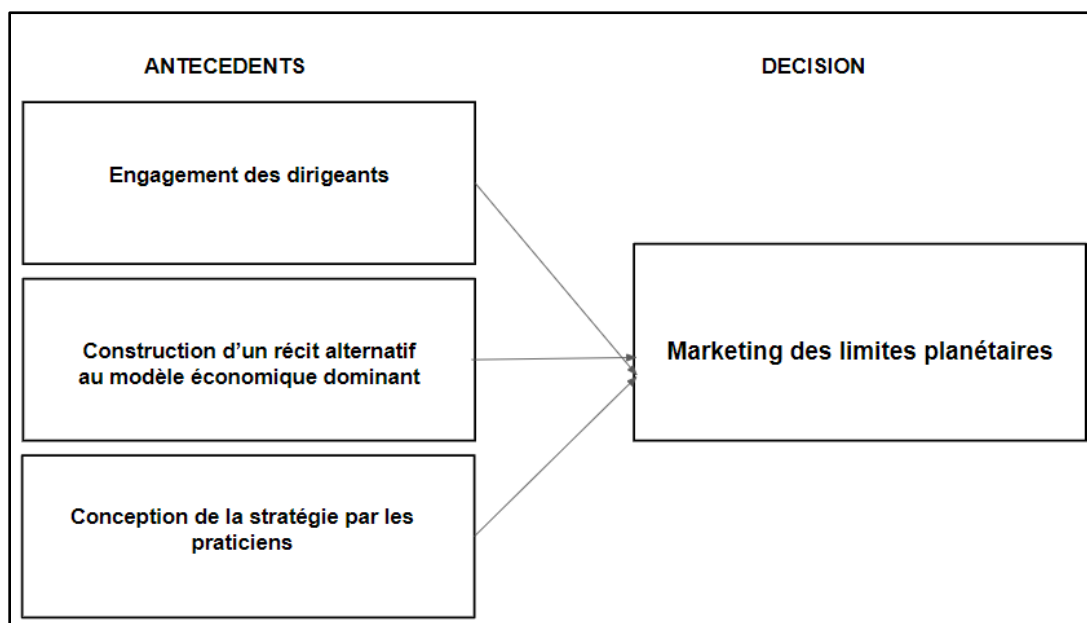 ANTECEDENTS
DECISION
Engagement des dirigeants
Construction d’un récit alternatif
au modèle économique dominant
Marketing des limites planétaires
Conception de la stratégie par les
praticiens